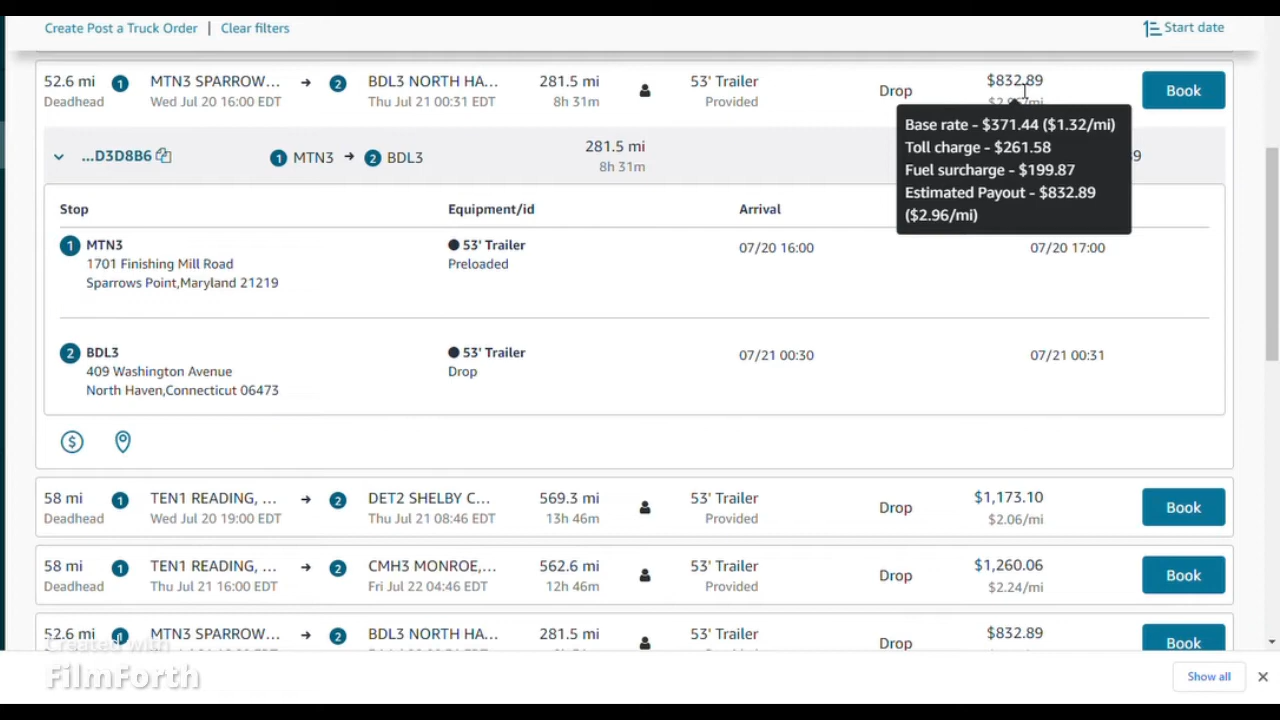 Create Post a Truck Order | Clear filters
Start date
52.6 mi 1 MTN3 SPARROW... → 2 BDL3 NORTH HA... 281.5 mi 53' Trailer Drop $832.89 Book
Deadhead Wed Jul 20 16:00 EDT Thu Jul 21 00:31 EDT 8h 31m Provided
Base rate - $371.44 ($1.32/mi)
Toll charge - $261.58
Fuel surcharge - $199.87
Estimated Payout - $832.89
($2.96/mi)
...D3D8B6 1 MTN3 → 2 BDL3 281.5 mi
8h 31m
Stop Equipment/id Arrival
1 MTN3 53' Trailer 07/20 16:00 07/20 17:00
1701 Finishing Mill Road Preloaded
Sparrows Point,Maryland 21219
2 BDL3 53' Trailer 07/21 00:30 07/21 00:31
409 Washington Avenue Drop
North Haven,Connecticut 06473
58 mi 1 TEN1 READING, ... → 2 DET2 SHELBY C... 569.3 mi 53' Trailer Drop $1,173.10 Book
Deadhead Wed Jul 20 19:00 EDT Thu Jul 21 08:46 EDT 13h 46m Provided $2.06/mi
58 mi 1 TEN1 READING, ... → 2 CMH3 MONROE,... 562.6 mi 53' Trailer Drop $1,260.06 Book
Deadhead Thu Jul 21 16:00 EDT Fri Jul 22 04:46 EDT 12h 46m Provided $2.24/mi
52.6 mi 1 MTN3 SPARROW... → 2 BDL3 NORTH HA... 281.5 mi 53' Trailer Drop $832.89 Book
Created with
FilmForth
Show all